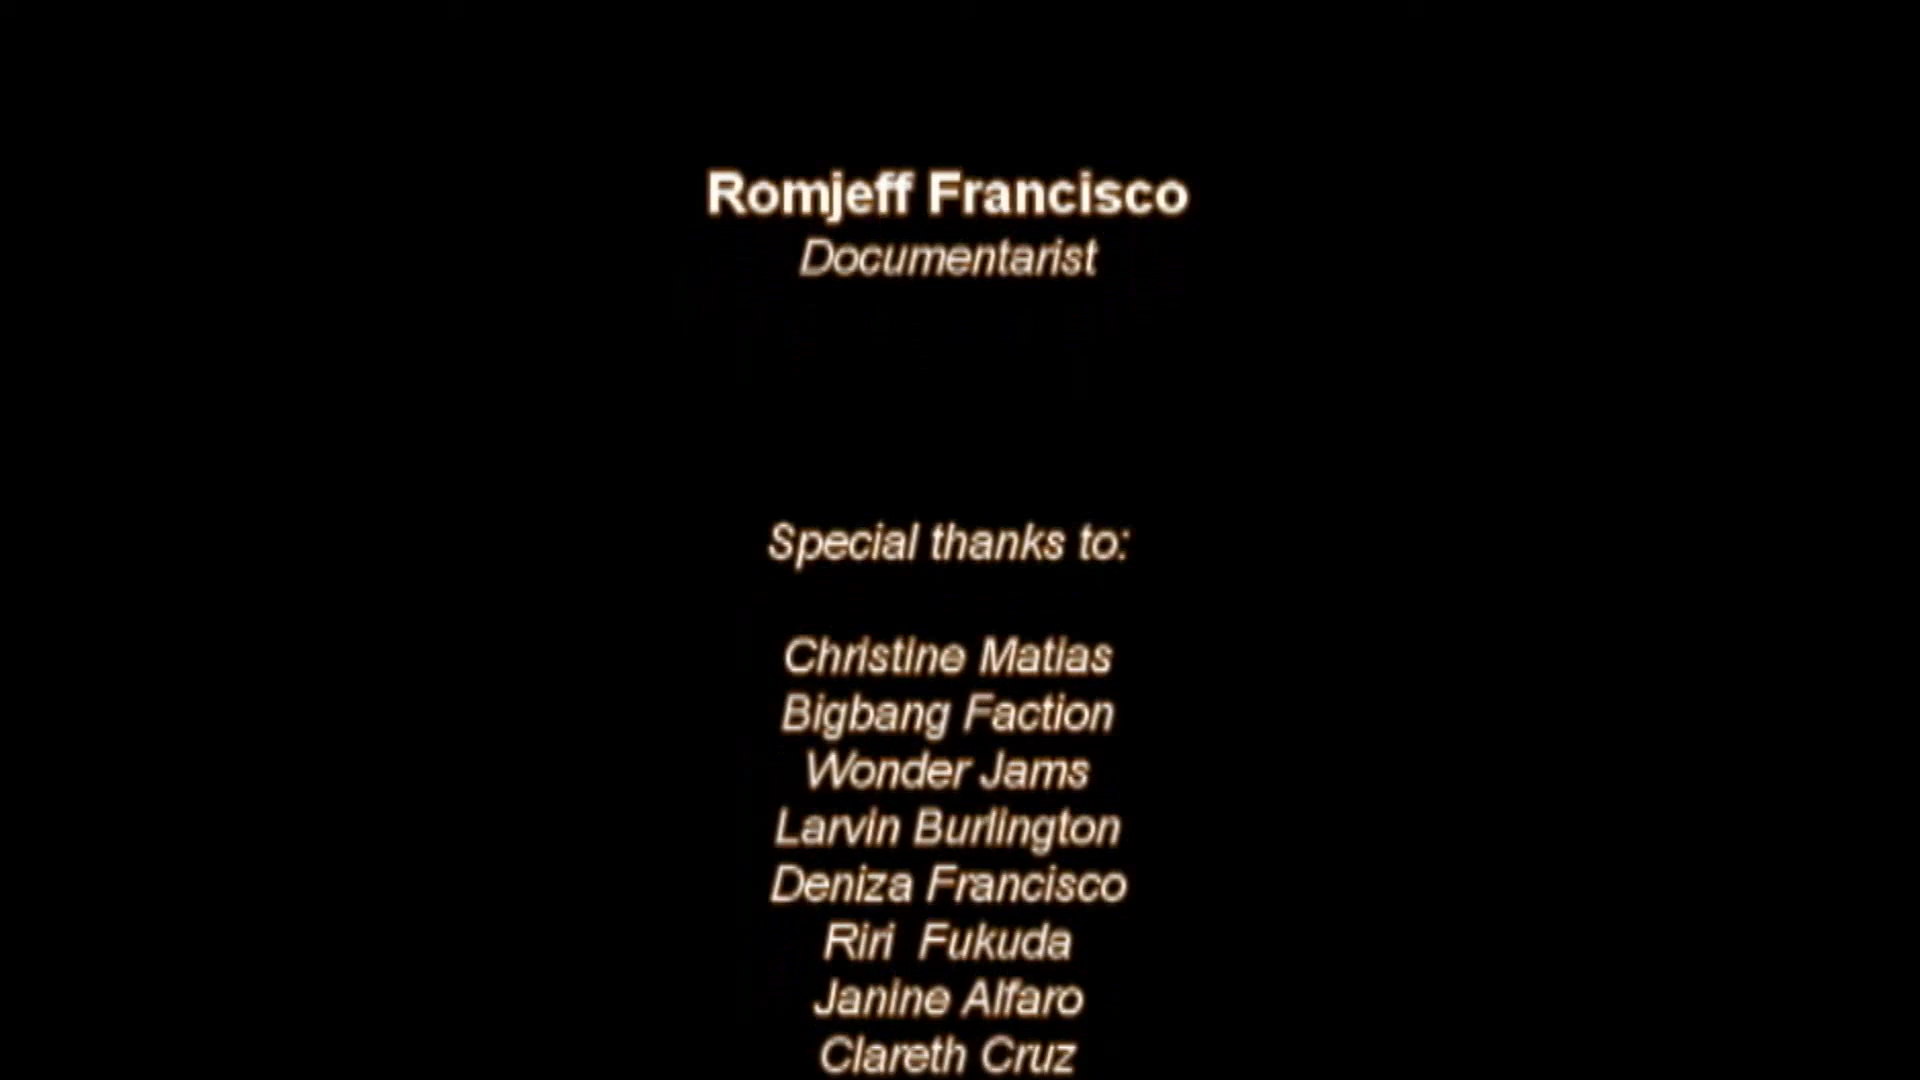 Romjeff Francisco
Documentarist
Special thanks to:
Christine Matias
Bigbang Faction
Wonder Jams
Larvin Burlington
Deniza Francisco
Riri  Fukuda
Janine Alfaro
Clareth Cruz